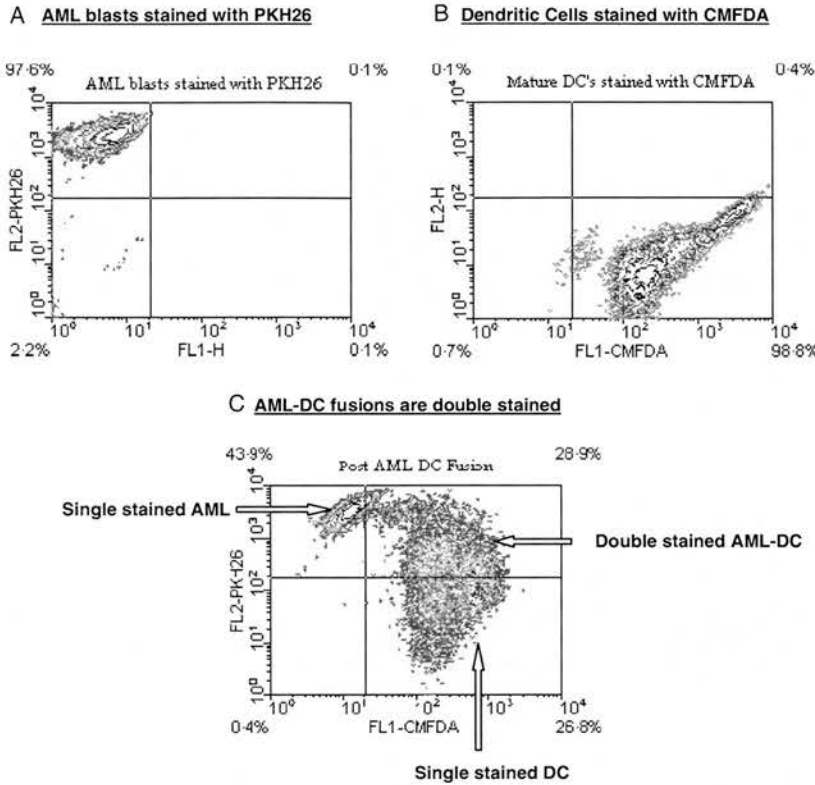 A AML blasts stained with PKH26
97·6% 0·1%
AML blasts stained with PKH26
10⁴
10³
10²
10¹
10⁰
FL2-PKH26
10⁰ 10¹ 10² 10³ 10⁴
2·2% FL1-H 0·1%
B Dendritic Cells stained with CMFDA
0·1% 0·4%
Mature DC's stained with CMFDA
10⁴
10³
10²
10¹
10⁰
FL2-H
10⁰ 10¹ 10² 10³ 10⁴
0·7% FL1-CMFDA 98·8%
C AML-DC fusions are double stained
43·9% 28·9%
Post AML DC Fusion
10⁴
10³
10²
10¹
10⁰
FL2-PKH26
Single stained AML
Double stained AML-DC
10⁰ 10¹ 10² 10³ 10⁴
0·4% FL1-CMFDA 26·8%
Single stained DC